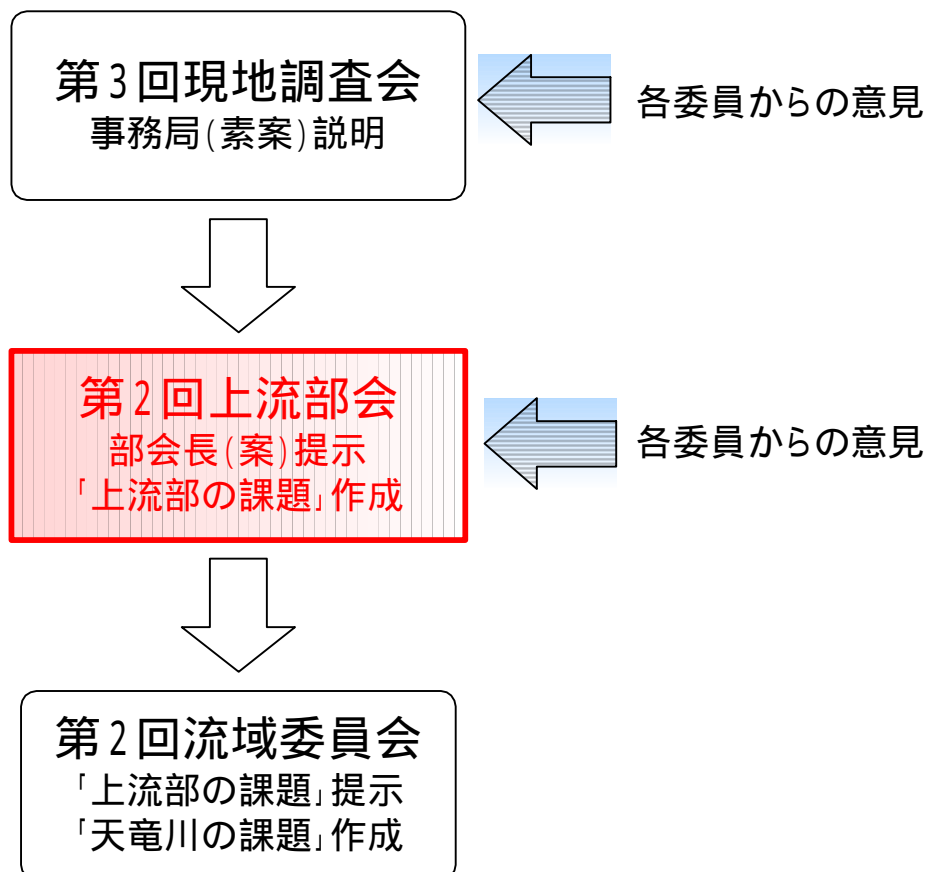 第3回現地調査会
事務局(素案)説明
各委員からの意見
第2回上流部会
部会長(案)提示
「上流部の課題」作成
各委員からの意見
第2回流域委員会
「上流部の課題」提示
「天竜川の課題」作成